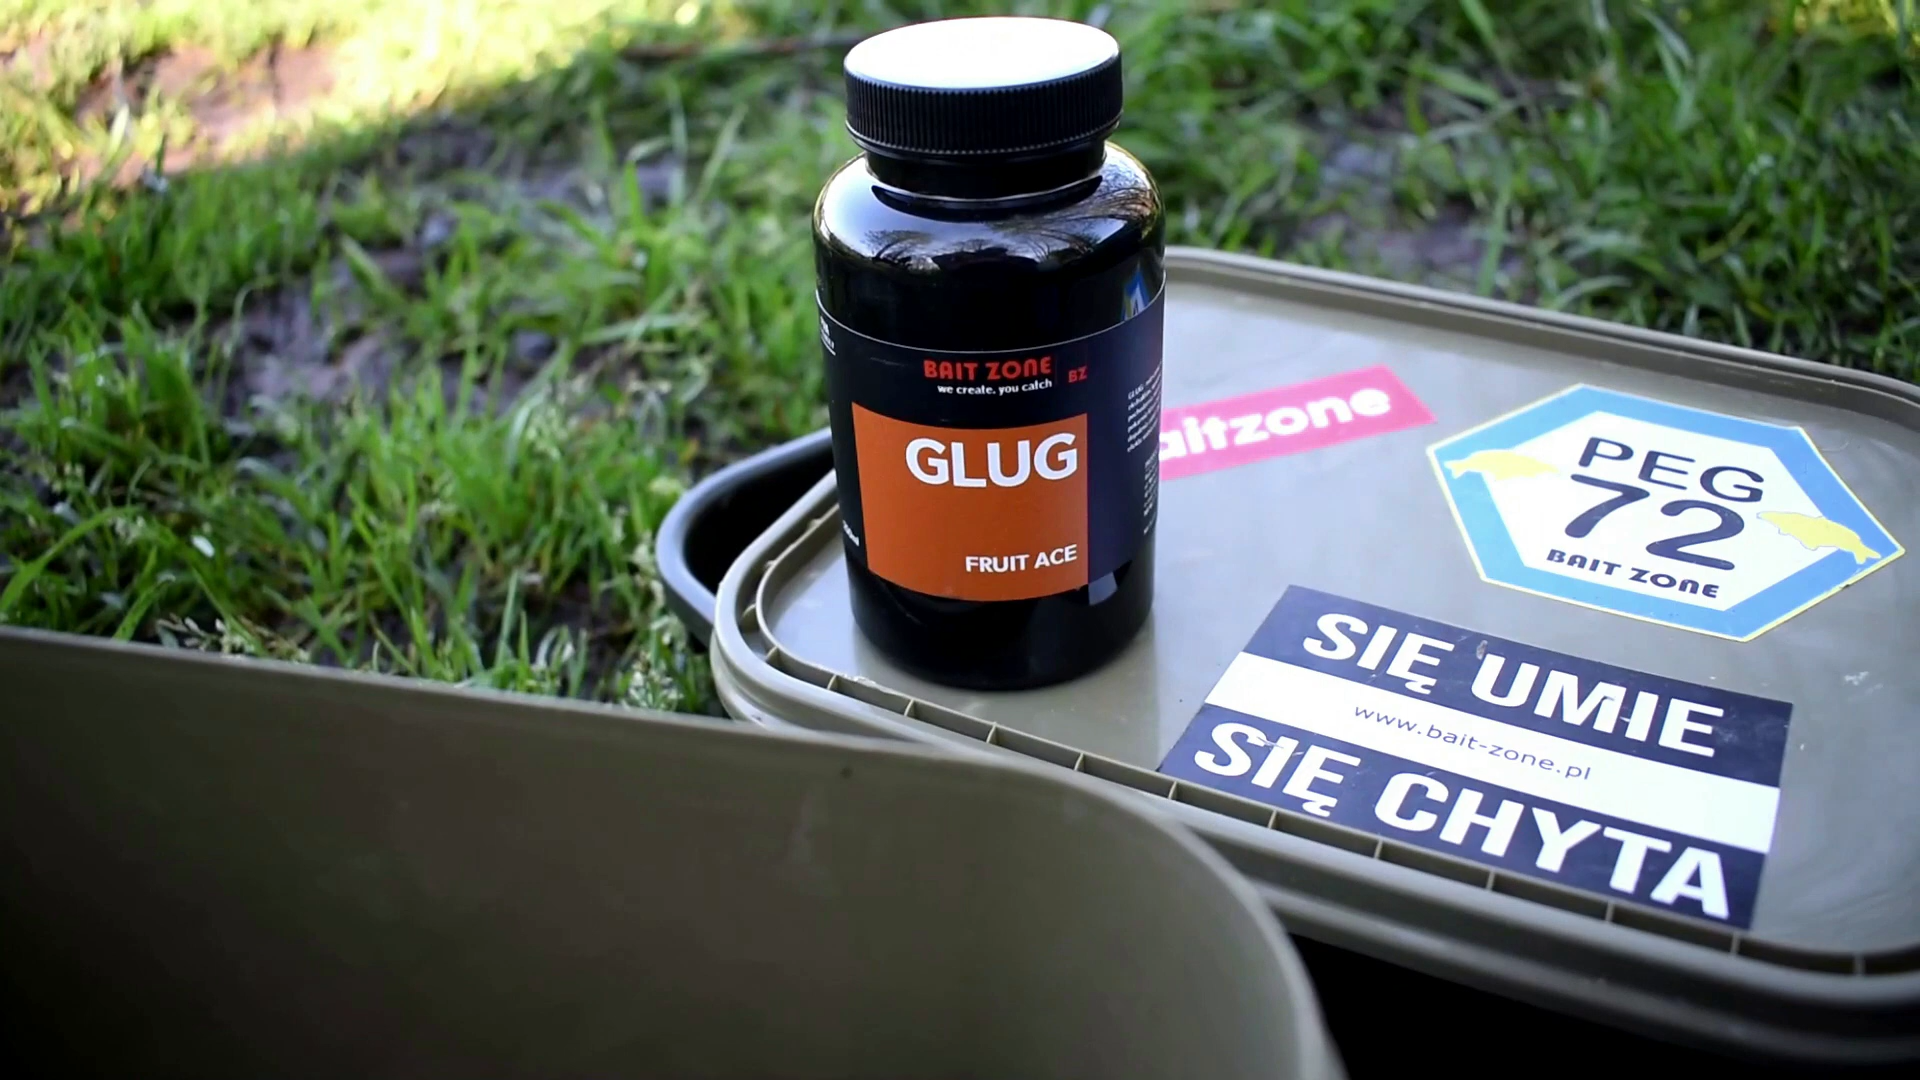 BAIT ZONE
BZ
we create. you catch
GLUG
FRUIT ACE
aitzone
PEG
72
BAIT ZONE
SIĘ UMIE
www.bait-zone.pl
SIĘ CHYTA